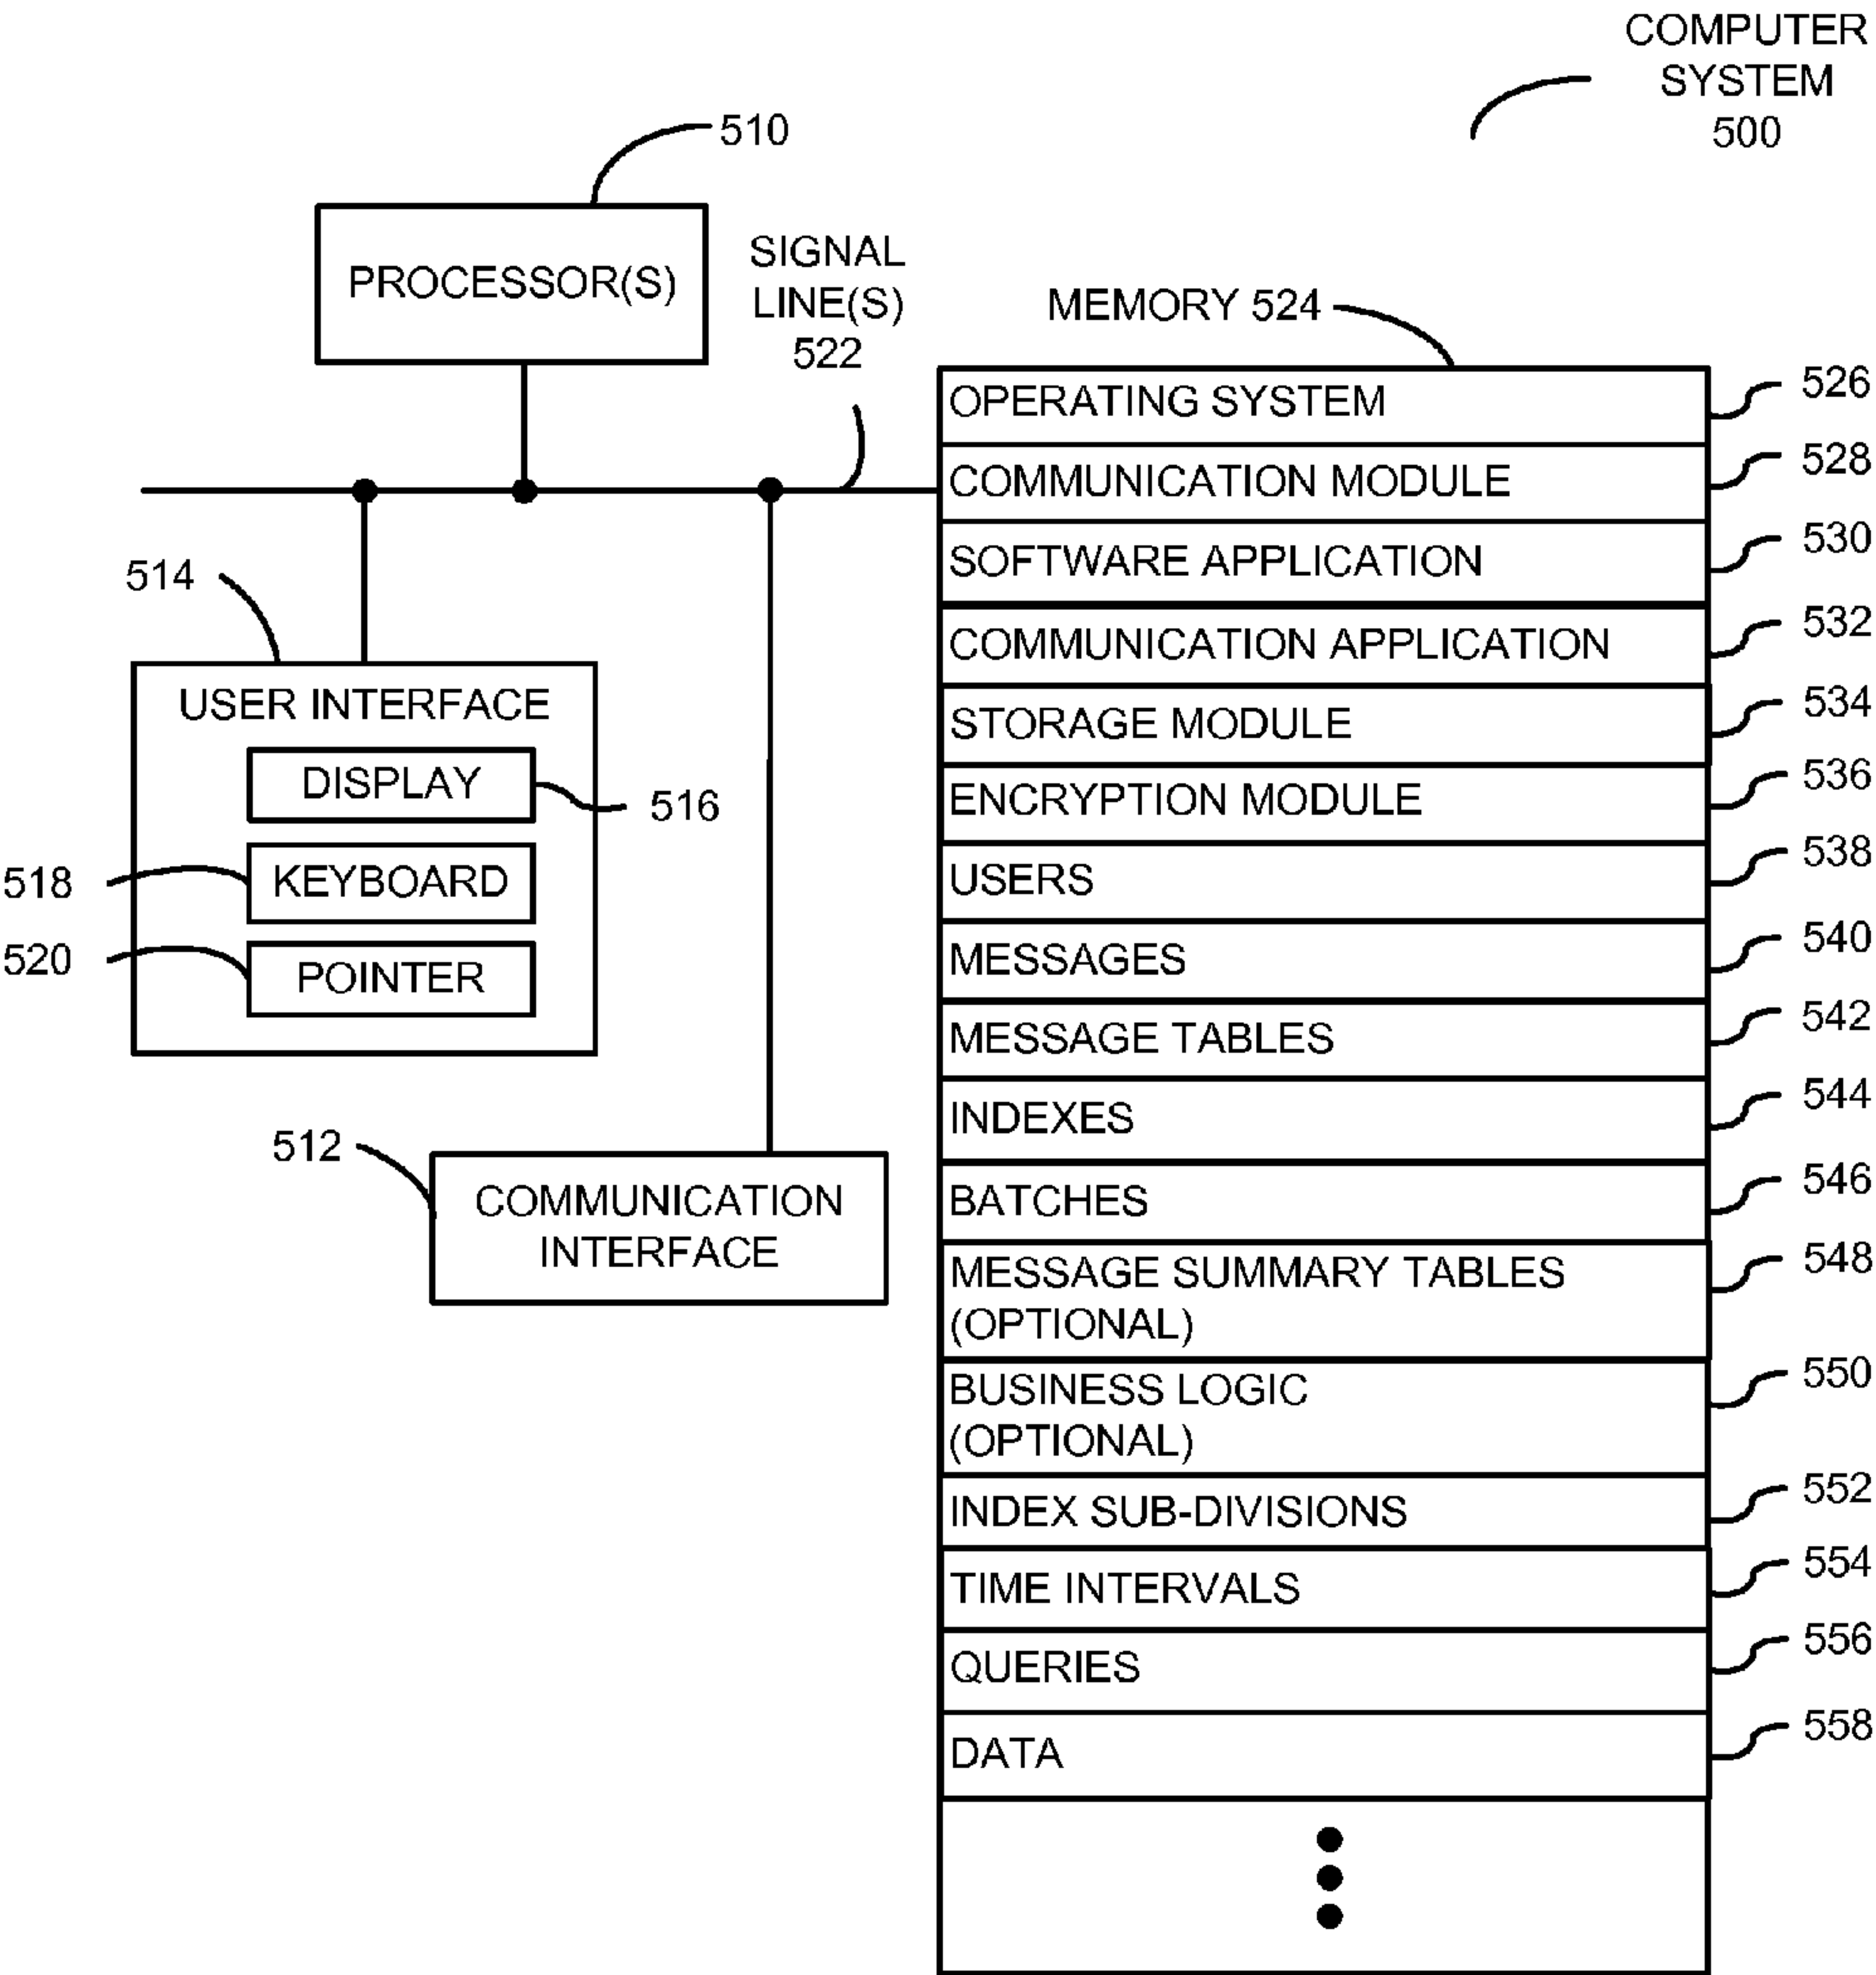 COMPUTER
SYSTEM
500
510
PROCESSOR(S)
SIGNAL
LINE(S)
522
MEMORY 524
OPERATING SYSTEM
526
COMMUNICATION MODULE
528
SOFTWARE APPLICATION
530
COMMUNICATION APPLICATION
532
STORAGE MODULE
534
ENCRYPTION MODULE
536
USERS
538
MESSAGES
540
MESSAGE TABLES
542
INDEXES
544
BATCHES
546
MESSAGE SUMMARY TABLES
(OPTIONAL)
548
BUSINESS LOGIC
(OPTIONAL)
550
INDEX SUB-DIVISIONS
552
TIME INTERVALS
554
QUERIES
556
DATA
558
514
USER INTERFACE
DISPLAY
516
518
KEYBOARD
520
POINTER
512
COMMUNICATION
INTERFACE